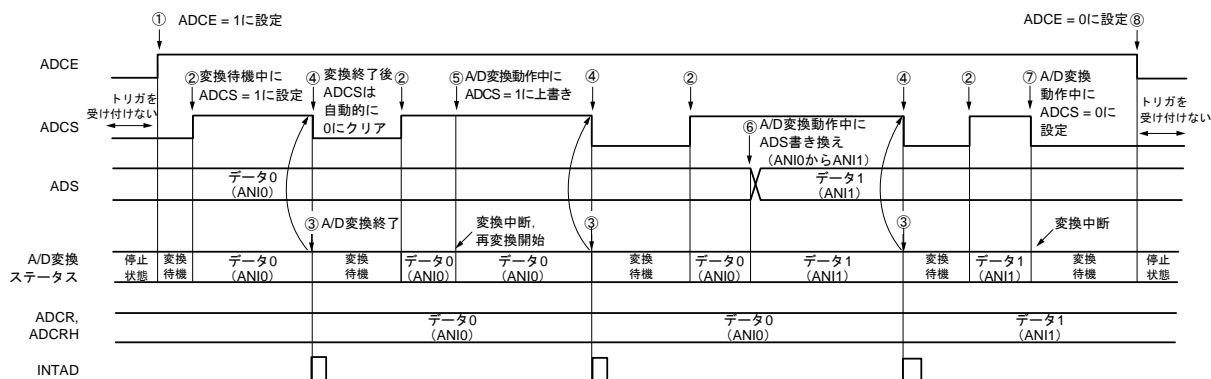 ① ADCE = 1に設定
ADCE = 0に設定 ⑧
ADCE
②変換待機中に
ADCS = 1に設定
④ 変換終了後
ADCSは
自動的に
0にクリア
②
⑤ A/D変換動作中に
ADCS = 1に上書き
④
②
④
②
⑦ A/D変換
動作中に
ADCS = 0に
設定
トリガを
受け付けない
トリガを
受け付けない
ADCS
⑥ A/D変換動作中に
ADS書き換え
(ANI0からANI1)
ADS
データ0
(ANI0)
データ1
(ANI1)
③ A/D変換終了
変換中断,
再変換開始
③
③
変換中断
A/D変換
ステータス
停止
状態
変換
待機
データ0
(ANI0)
変換
待機
データ0
(ANI0)
データ0
(ANI0)
変換
待機
データ0
(ANI0)
データ1
(ANI1)
変換
待機
データ1
(ANI1)
変換
待機
停止
状態
ADCR,
ADCRH
データ0
(ANI0)
データ0
(ANI0)
データ1
(ANI1)
INTAD